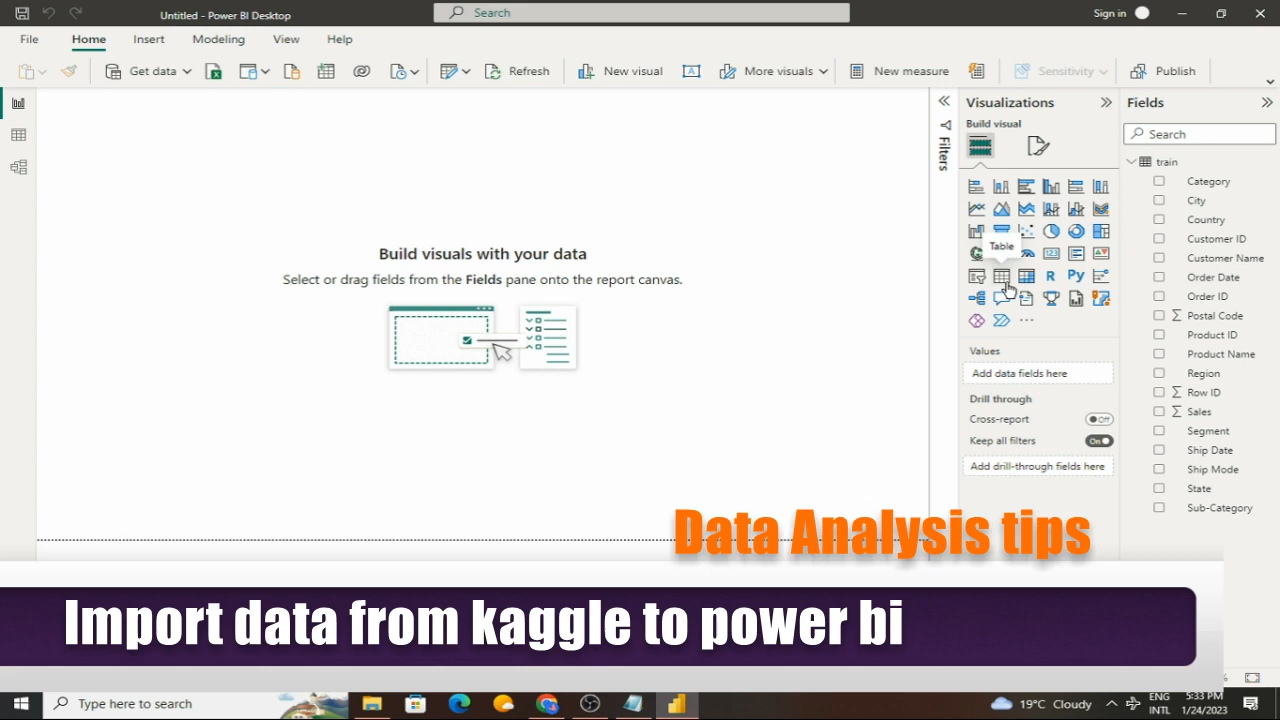 Untitled - Power BI Desktop
Search
Sign in
File Home Insert Modeling View Help
Get data
Refresh
New visual
More visuals
New measure
Sensitivity
Publish
Filters
Visualizations
Build visual
Table
R
Py
123
...
Values
Add data fields here
Drill through
Cross-report
Off
Keep all filters
On
Add drill-through fields here
Fields
Search
train
Category
City
Country
Customer ID
Customer Name
Order Date
Order ID
Postal Code
Product ID
Product Name
Region
Row ID
Sales
Segment
Ship Date
Ship Mode
State
Sub-Category
Build visuals with your data
Select or drag fields from the Fields pane onto the report canvas.
Data Analysis tips
Import data from kaggle to power bi
Type here to search
19°C Cloudy
ENG
INTL
5:33 PM
1/24/2023